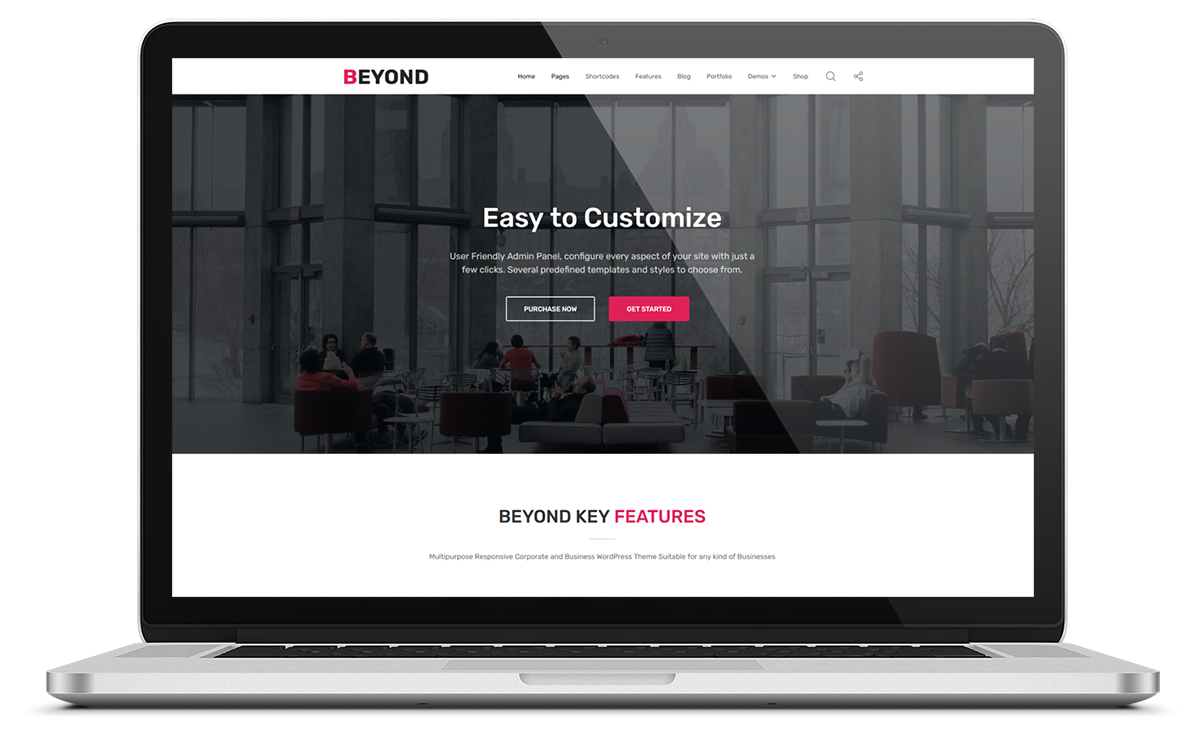 BEYOND
Home Pages Shortcodes Features Blog Portfolio Demos Shop
Easy to Customize
User Friendly Admin Panel, configure every aspect of your site with just a
few clicks. Several predefined templates and styles to choose from.
PURCHASE NOW GET STARTED
BEYOND KEY FEATURES
Multipurpose Responsive Corporate and Business WordPress Theme Suitable for any kind of Businesses